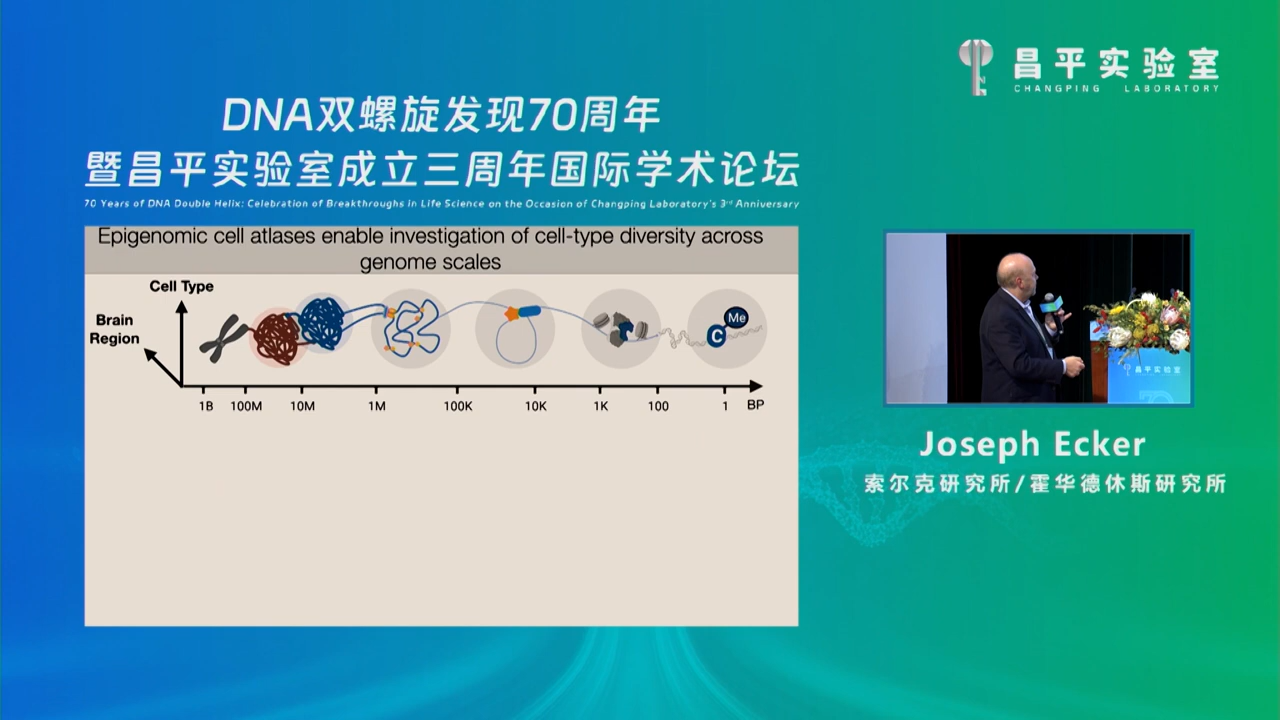 昌平实验室
CHANGPING LABORATORY
DNA双螺旋发现70周年
暨昌平实验室成立三周年国际学术论坛
70 Years of DNA Double Helix: Celebration of Breakthroughs in Life Science on the Occasion of Changping Laboratory's 3rd Anniversary
Epigenomic cell atlases enable investigation of cell-type diversity across
genome scales
Cell Type
Brain
Region
Me
C
1B 100M 10M 1M 100K 10K 1K 100 1 BP
昌平实验室
Joseph Ecker
索尔克研究所/霍华德休斯研究所